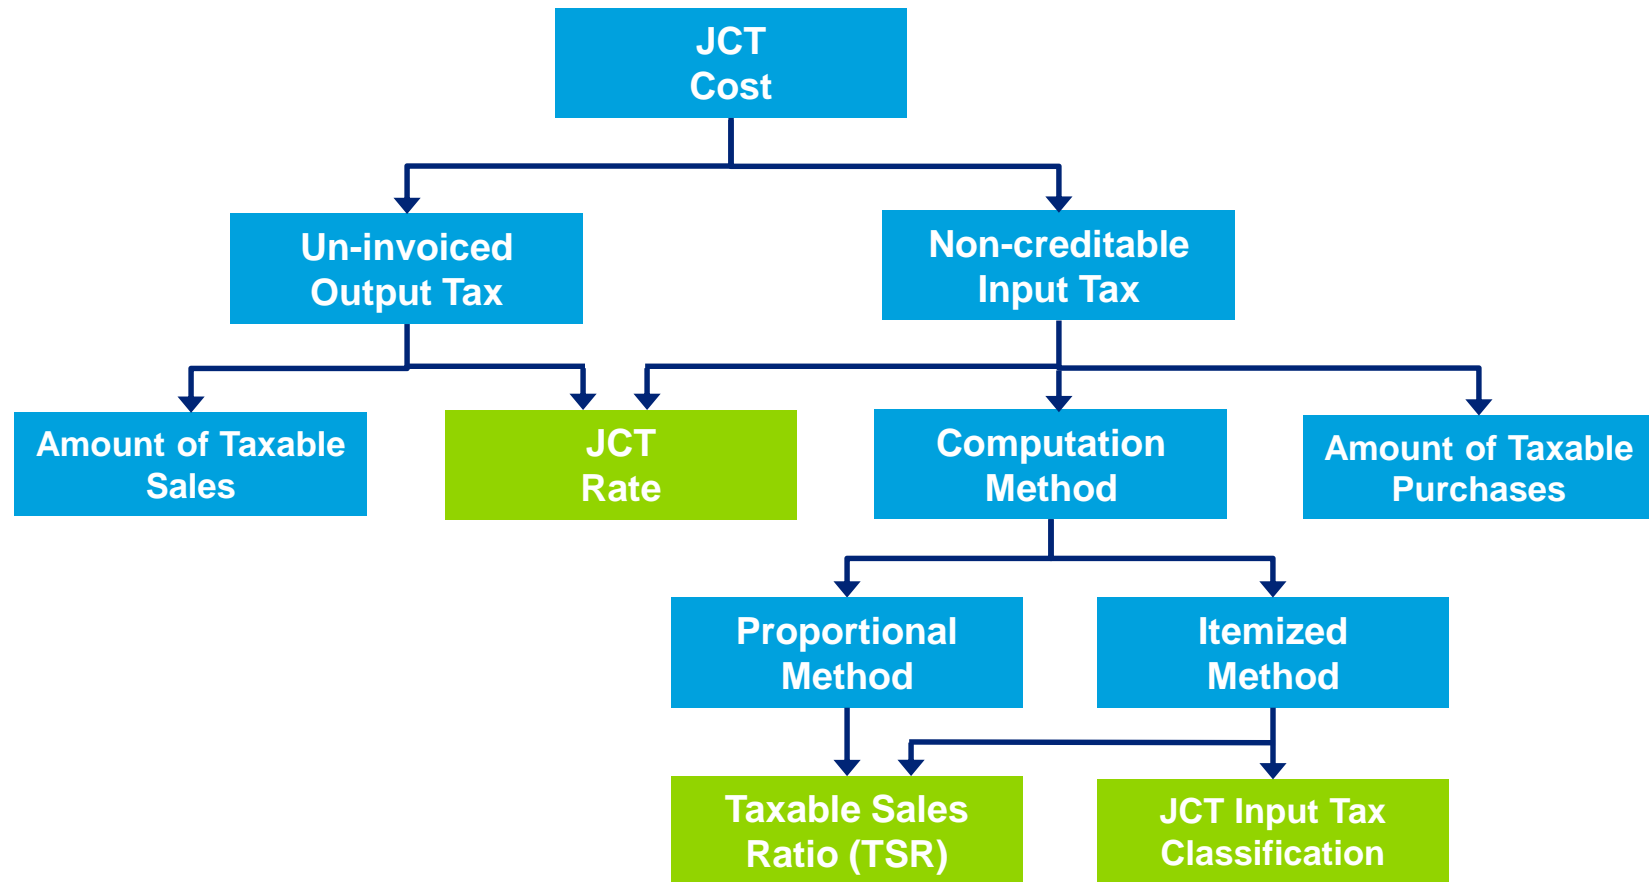 JCT
Cost
Un-invoiced
Output Tax
Non-creditable
Input Tax
Amount of Taxable
Sales
JCT
Rate
Computation
Method
Amount of Taxable
Purchases
Proportional
Method
Itemized
Method
Taxable Sales
Ratio (TSR)
JCT Input Tax
Classification